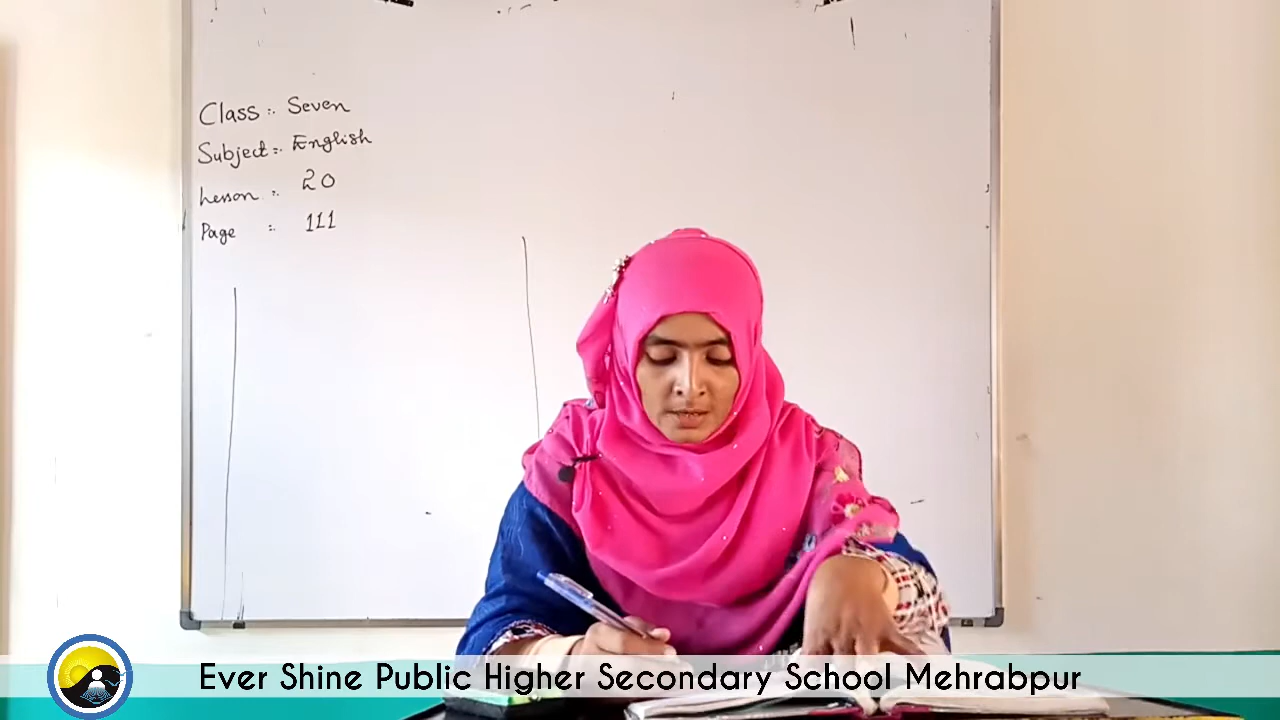 Class :. Seven
Subject :. English
Lesson :. 20
Page :. 111
Ever Shine Public Higher Secondary School Mehrabpur